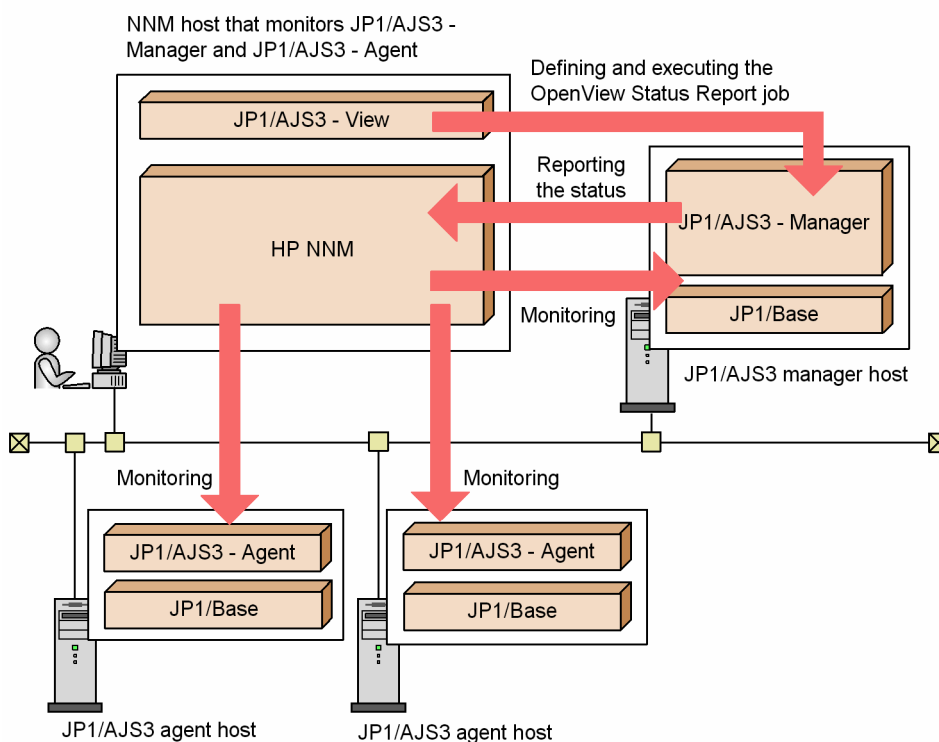 NNM host that monitors JP1/AJS3 -
Manager and JP1/AJS3 - Agent
Defining and executing the
OpenView Status Report job
JP1/AJS3 - View
Reporting
the status
JP1/AJS3 - Manager
HP NNM
Monitoring
JP1/Base
JP1/AJS3 manager host
Monitoring
Monitoring
JP1/AJS3 - Agent
JP1/AJS3 - Agent
JP1/Base
JP1/Base
JP1/AJS3 agent host
JP1/AJS3 agent host